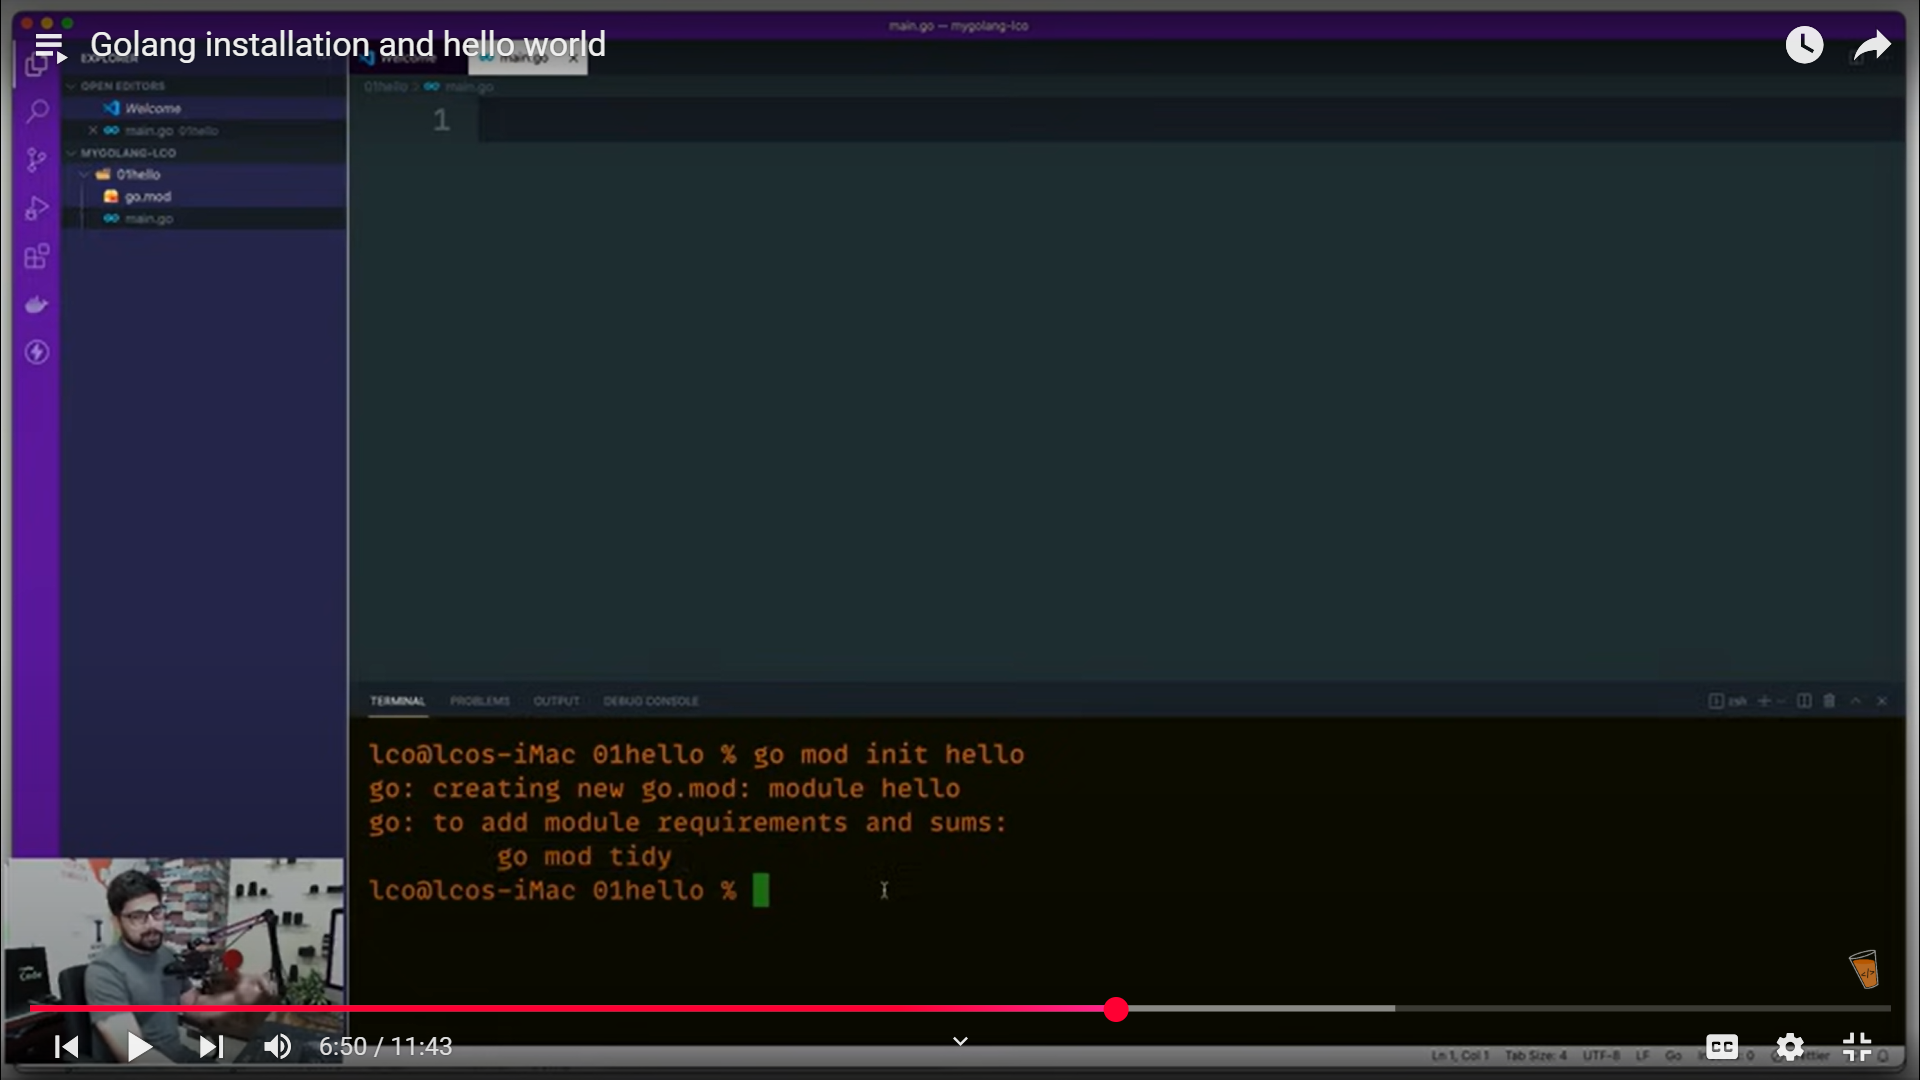 main.go — mygolang-lco
Golang installation and hello world
EXPLORER
Welcome
main.go
OPEN EDITORS
Welcome
main.go 01hello
MYGOLANG-LCO
01hello
go.mod
main.go
01hello > main.go
1
TERMINAL PROBLEMS OUTPUT DEBUG CONSOLE
zsh
lco@lcos-iMac 01hello % go mod init hello
go: creating new go.mod: module hello
go: to add module requirements and sums:
go mod tidy
lco@lcos-iMac 01hello %
Code
</>
6:50 / 11:43
CC
Ln 1, Col 1 Tab Size: 4 UTF-8 LF Go